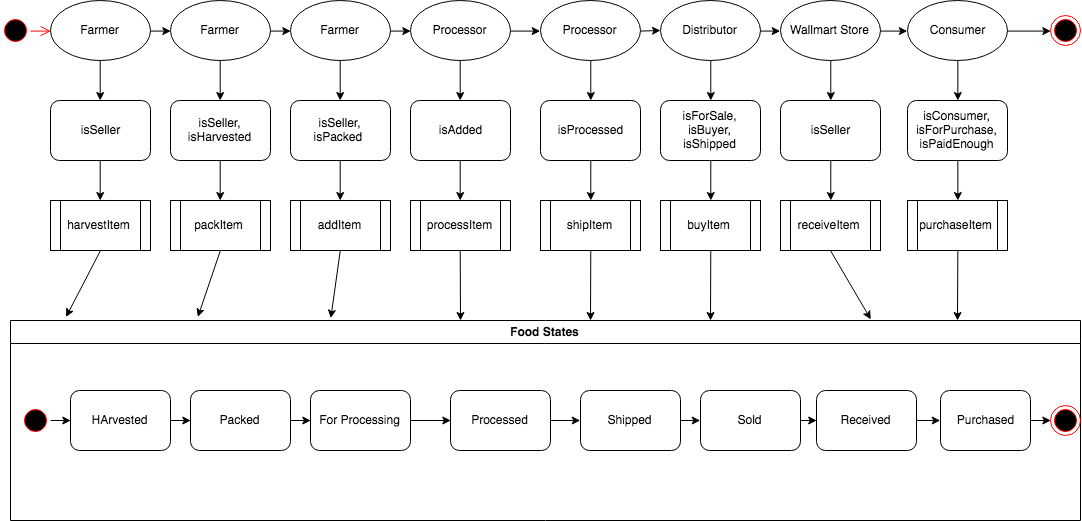 Farmer
Farmer
Farmer
Processor
Processor
Distributor
Wallmart Store
Consumer
isSeller
isSeller,
isHarvested
isSeller,
isPacked
isAdded
isProcessed
isForSale,
isBuyer,
isShipped
isSeller
isConsumer,
isForPurchase,
isPaidEnough
harvestItem
packItem
addItem
processItem
shipItem
buyItem
receiveItem
purchaseItem
Food States
HArvested
Packed
For Processing
Processed
Shipped
Sold
Received
Purchased